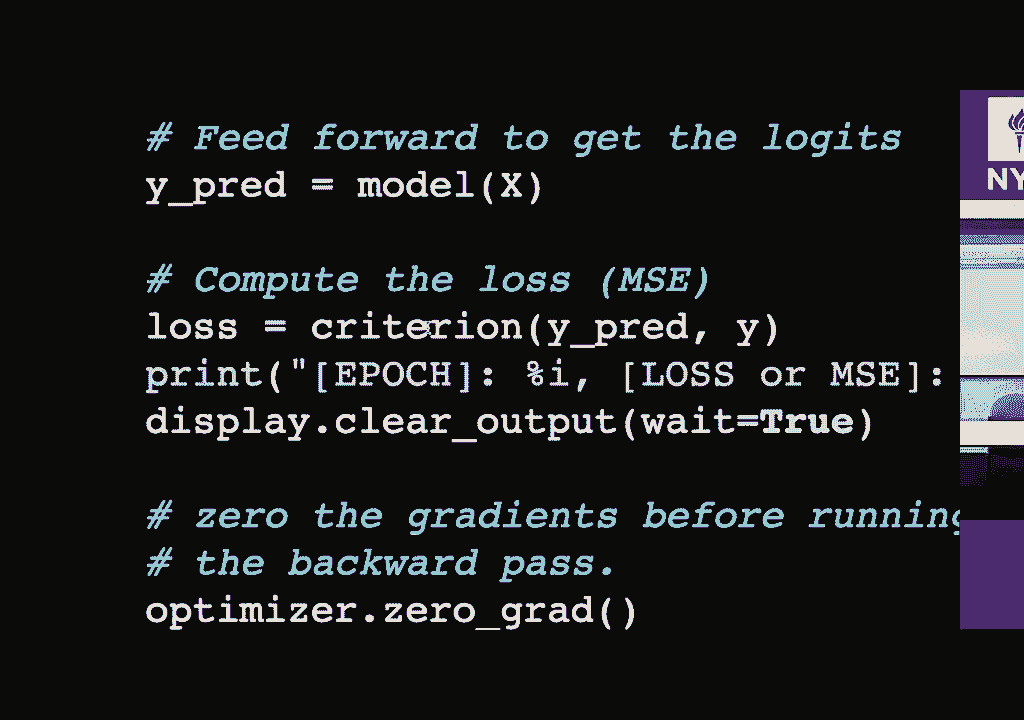 # Feed forward to get the logits
y_pred = model(X)
# Compute the loss (MSE)
loss = criterion(y_pred, y)
print("[EPOCH]: %i, [LOSS or MSE]:
display.clear_output(wait=True)
# zero the gradients before running
# the backward pass.
optimizer.zero_grad()
NY